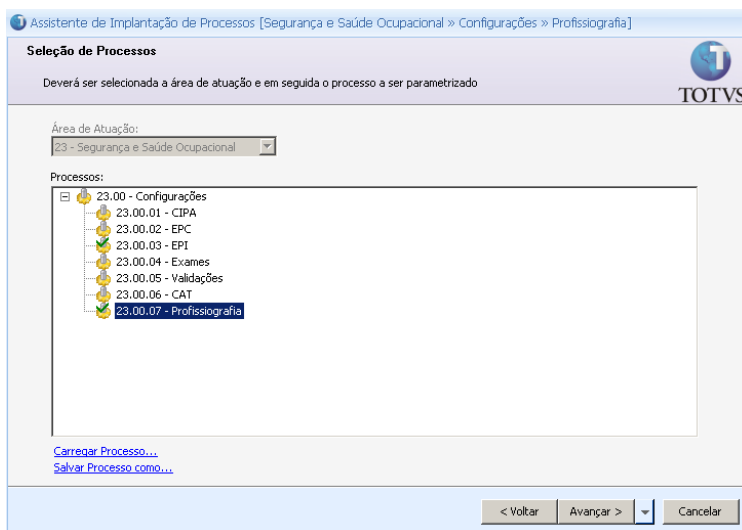 Assistente de Implantação de Processos [Segurança e Saúde Ocupacional » Configurações » Profissiografia]
Seleção de Processos
Deverá ser selecionada a área de atuação e em seguida o processo a ser parametrizado
TOTVS
Área de Atuação:
23 - Segurança e Saúde Ocupacional
Processos:
23.00 - Configurações
23.00.01 - CIPA
23.00.02 - EPC
23.00.03 - EPI
23.00.04 - Exames
23.00.05 - Validações
23.00.06 - CAT
23.00.07 - Profissiografia
Carregar Processo...
Salvar Processo como...
< Voltar
Avançar >
Cancelar